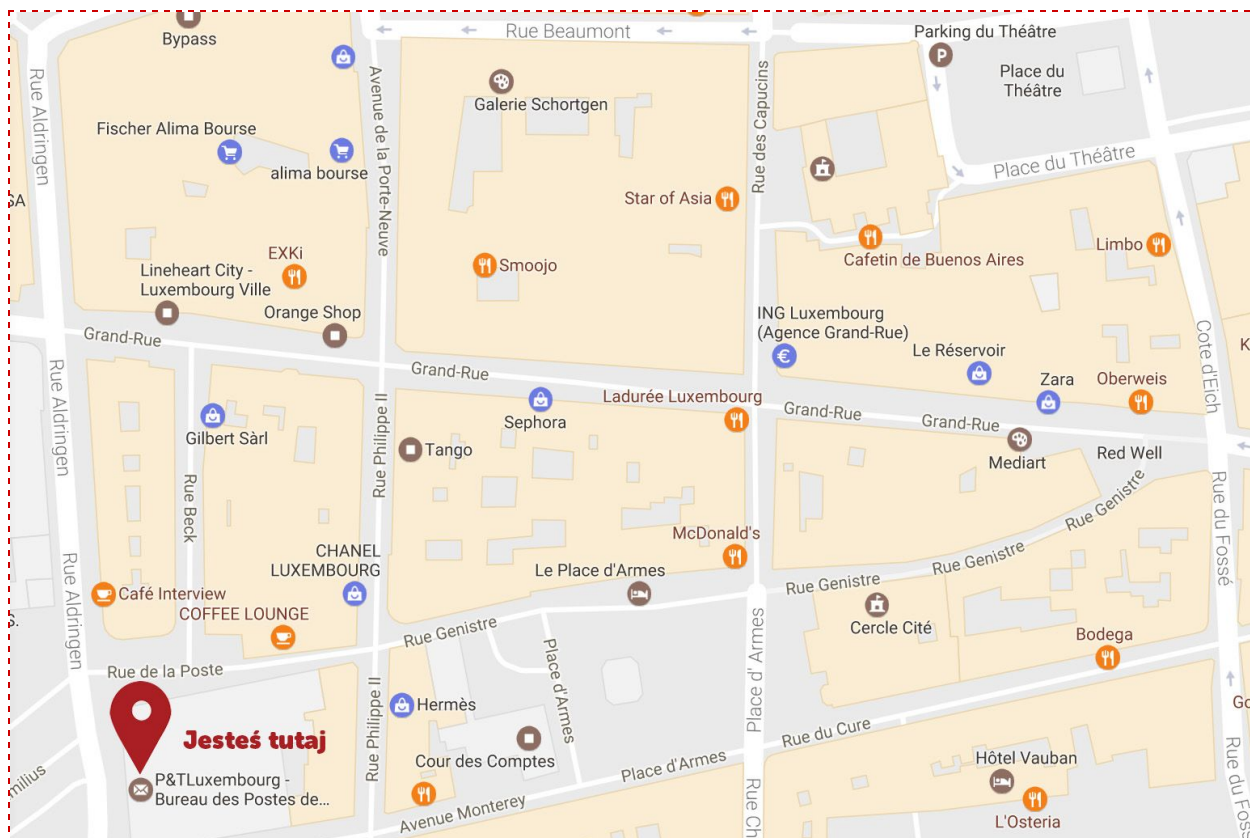 Bypass
Rue Beaumont
Parking du Théâtre
Place du
Théâtre
Rue Aldringen
Avenue de la Porte-Neuve
Galerie Schortgen
Rue des Capucins
Fischer Alima Bourse
alima bourse
Place du Théâtre
SA
Star of Asia
EXKi
Smoojo
Cafetin de Buenos Aires
Limbo
Lineheart City -
Luxembourg Ville
Orange Shop
ING Luxembourg
(Agence Grand-Rue)
Grand-Rue
Grand-Rue
Le Réservoir
Cote d'Eich
K
Zara
Oberweis
Rue Aldringen
Rue Philippe II
Sephora
Ladurée Luxembourg
Grand-Rue
Grand-Rue
Gilbert Sàrl
Tango
Mediart
Red Well
Rue Beck
Rue Genistre
Rue du Fossé
McDonald's
CHANEL
LUXEMBOURG
Le Place d'Armes
Rue Genistre
Rue Genistre
Rue Aldringen
Café Interview
COFFEE LOUNGE
S.
Rue Genistre
Cercle Cité
Bodega
Rue de la Poste
Place d'Armes
Place d' Armes
Rue Philippe II
Hermès
Go
Jesteś tutaj
Rue du Cure
Cour des Comptes
Place d'Armes
Hôtel Vauban
P&TLuxembourg -
Bureau des Postes de...
milius
Avenue Monterey
Rue Ch
L'Osteria
Rue du Foss